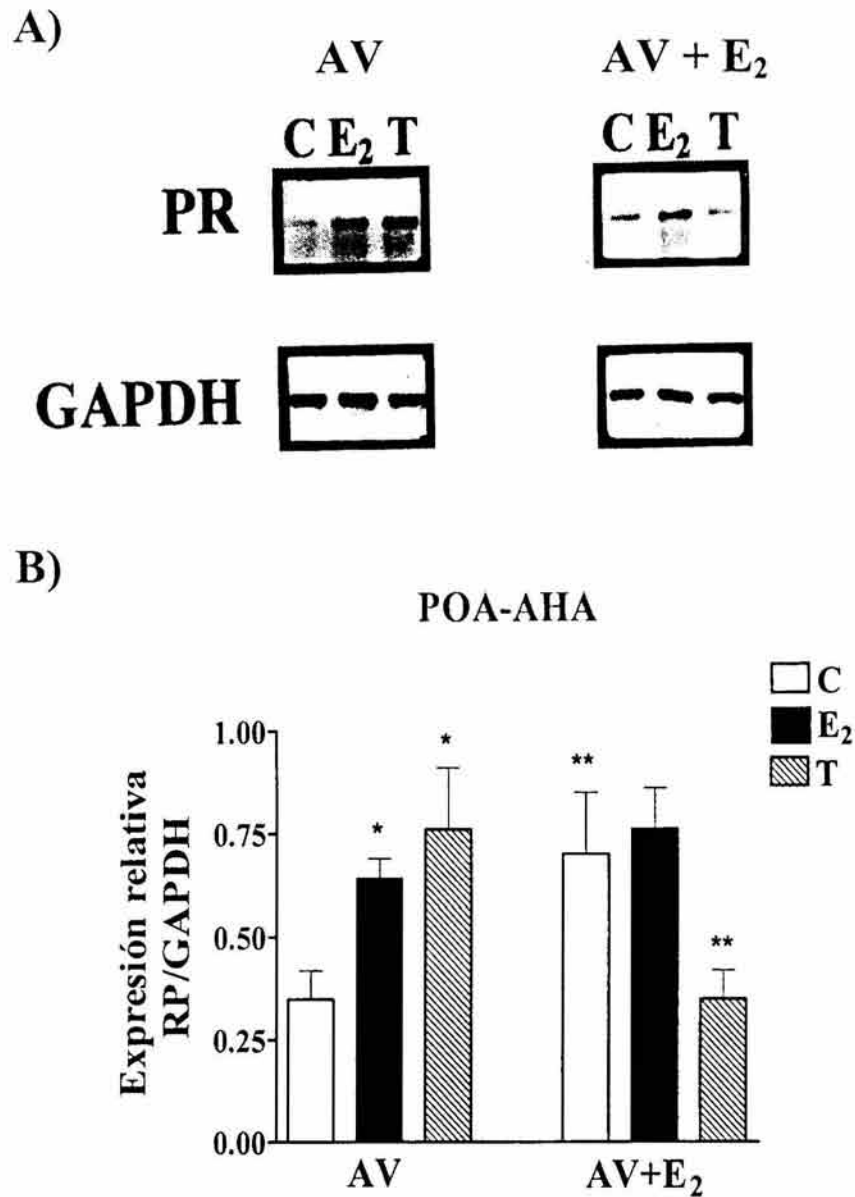 A)
AV AV + E₂
C E₂ T C E₂ T
PR
GAPDH
B)
POA-AHA
C
E₂
T
Expresión relativa
RP/GAPDH
1.00
0.75
0.50
0.25
0.00
* * ** **
AV AV+E₂